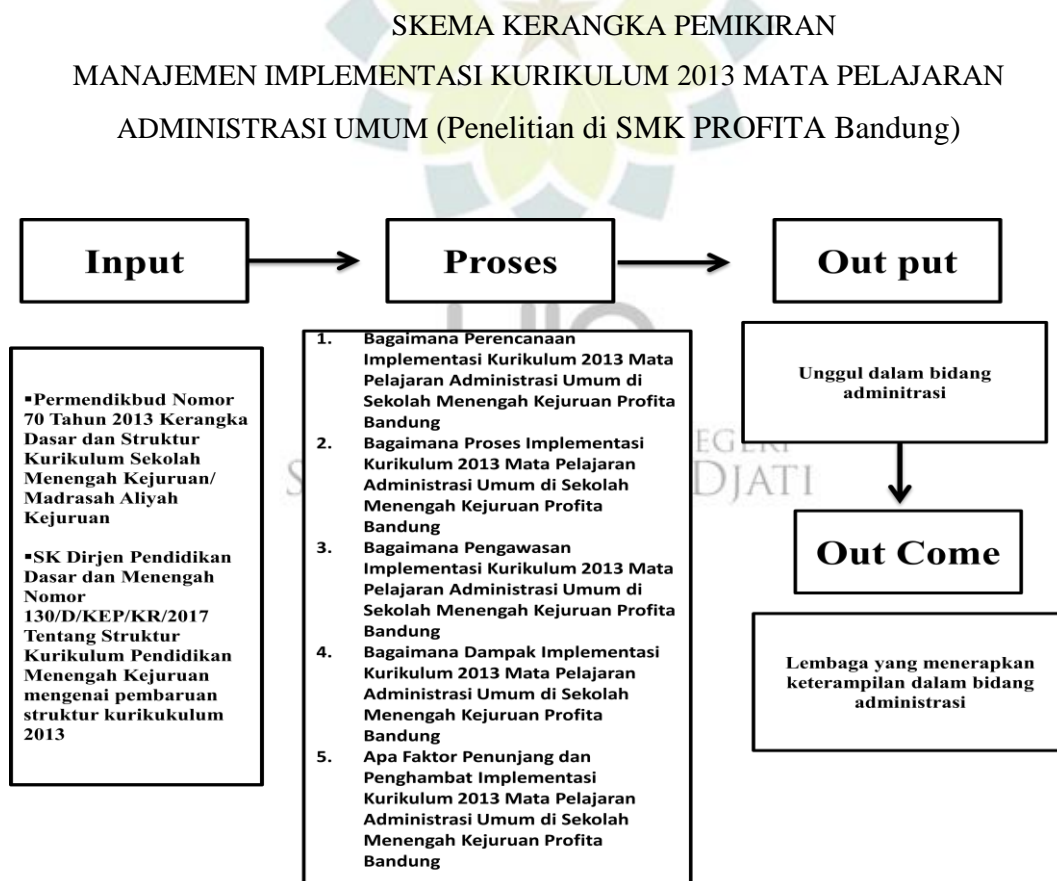 SKEMA KERANGKA PEMIKIRAN
MANAJEMEN IMPLEMENTASI KURIKULUM 2013 MATA PELAJARAN
ADMINISTRASI UMUM (Penelitian di SMK PROFITA Bandung)
Input
Proses
Out put
▪Permendikbud Nomor
70 Tahun 2013 Kerangka
Dasar dan Struktur
Kurikulum Sekolah
Menengah Kejuruan/
Madrasah Aliyah
Kejuruan
▪SK Dirjen Pendidikan
Dasar dan Menengah
Nomor
130/D/KEP/KR/2017
Tentang Struktur
Kurikulum Pendidikan
Menengah Kejuruan
mengenai pembaruan
struktur kurikukulum
2013
1. Bagaimana Perencanaan
Implementasi Kurikulum 2013 Mata
Pelajaran Administrasi Umum di
Sekolah Menengah Kejuruan Profita
Bandung
2. Bagaimana Proses Implementasi
Kurikulum 2013 Mata Pelajaran
Administrasi Umum di Sekolah
Menengah Kejuruan Profita
Bandung
3. Bagaimana Pengawasan
Implementasi Kurikulum 2013 Mata
Pelajaran Administrasi Umum di
Sekolah Menengah Kejuruan Profita
Bandung
4. Bagaimana Dampak Implementasi
Kurikulum 2013 Mata Pelajaran
Administrasi Umum di Sekolah
Menengah Kejuruan Profita
Bandung
5. Apa Faktor Penunjang dan
Penghambat Implementasi
Kurikulum 2013 Mata Pelajaran
Administrasi Umum di Sekolah
Menengah Kejuruan Profita
Bandung
Unggul dalam bidang
adminitrasi
Out Come
Lembaga yang menerapkan
keterampilan dalam bidang
administrasi
DJATI